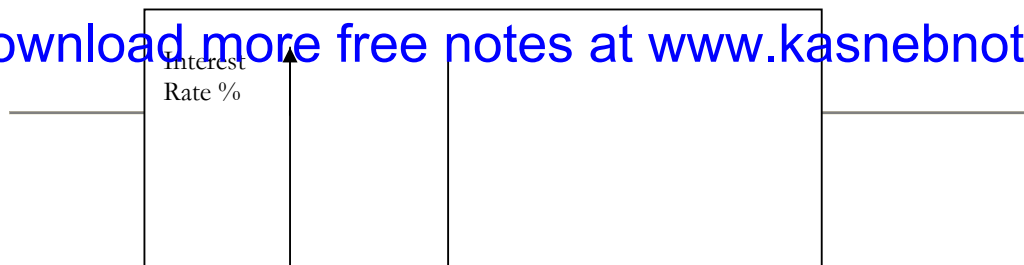 ownload more free notes at www.kasnebnot
Interest
Rate %